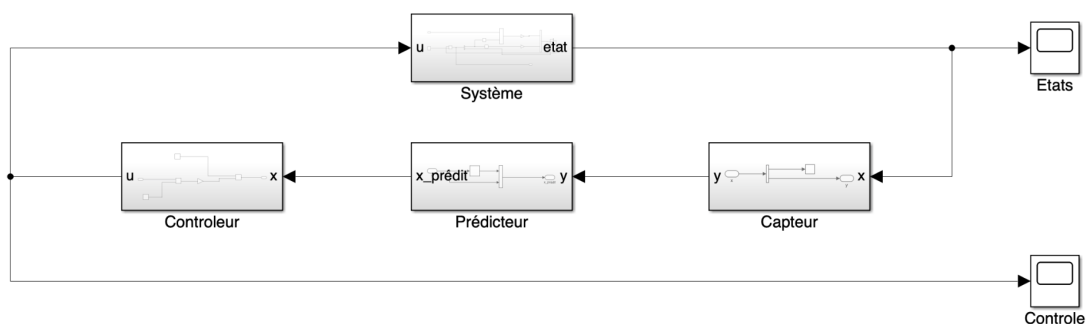 u etat
Système
Etats
u x
x_prédit y
y x
Controleur
Prédicteur
Capteur
Controle